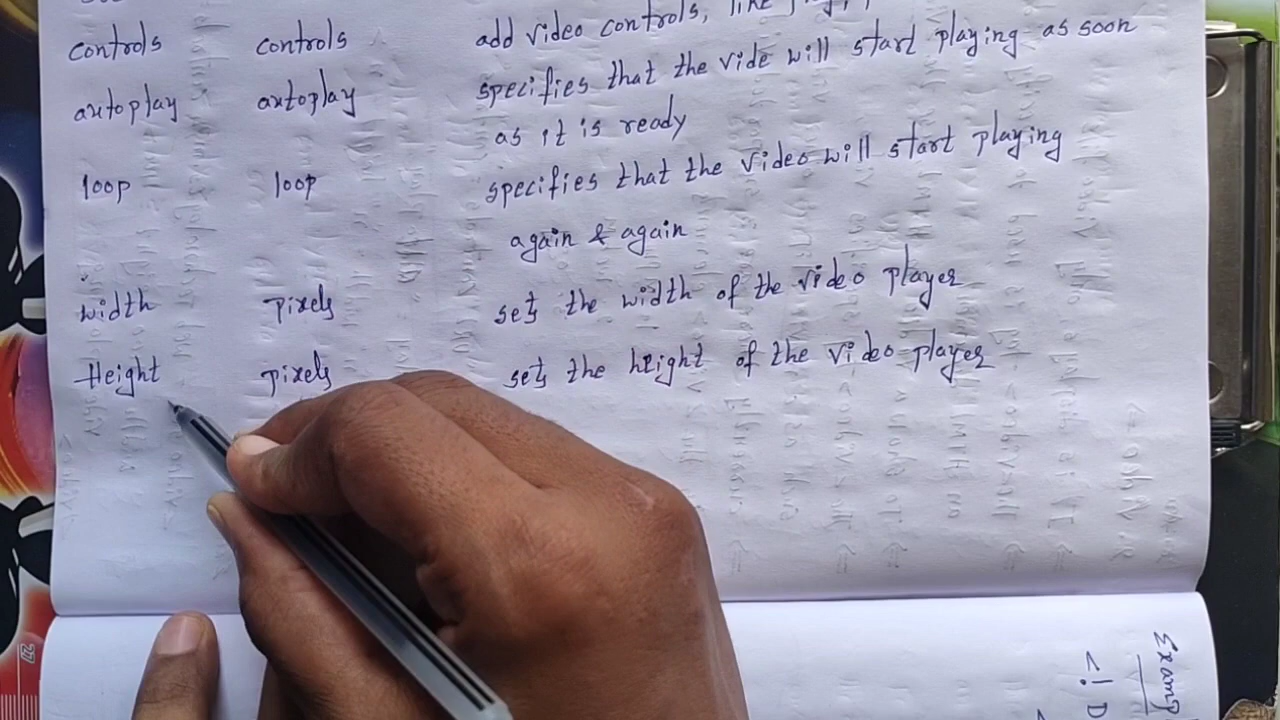 controls controls add video controls, like
autoplay autoplay specifies that the vide will start playing as soon
as it is ready
loop loop specifies that the video will start playing
again & again
width pixels sets the width of the video player
Height pixels sets the height of the video player
Examp
<! D
27